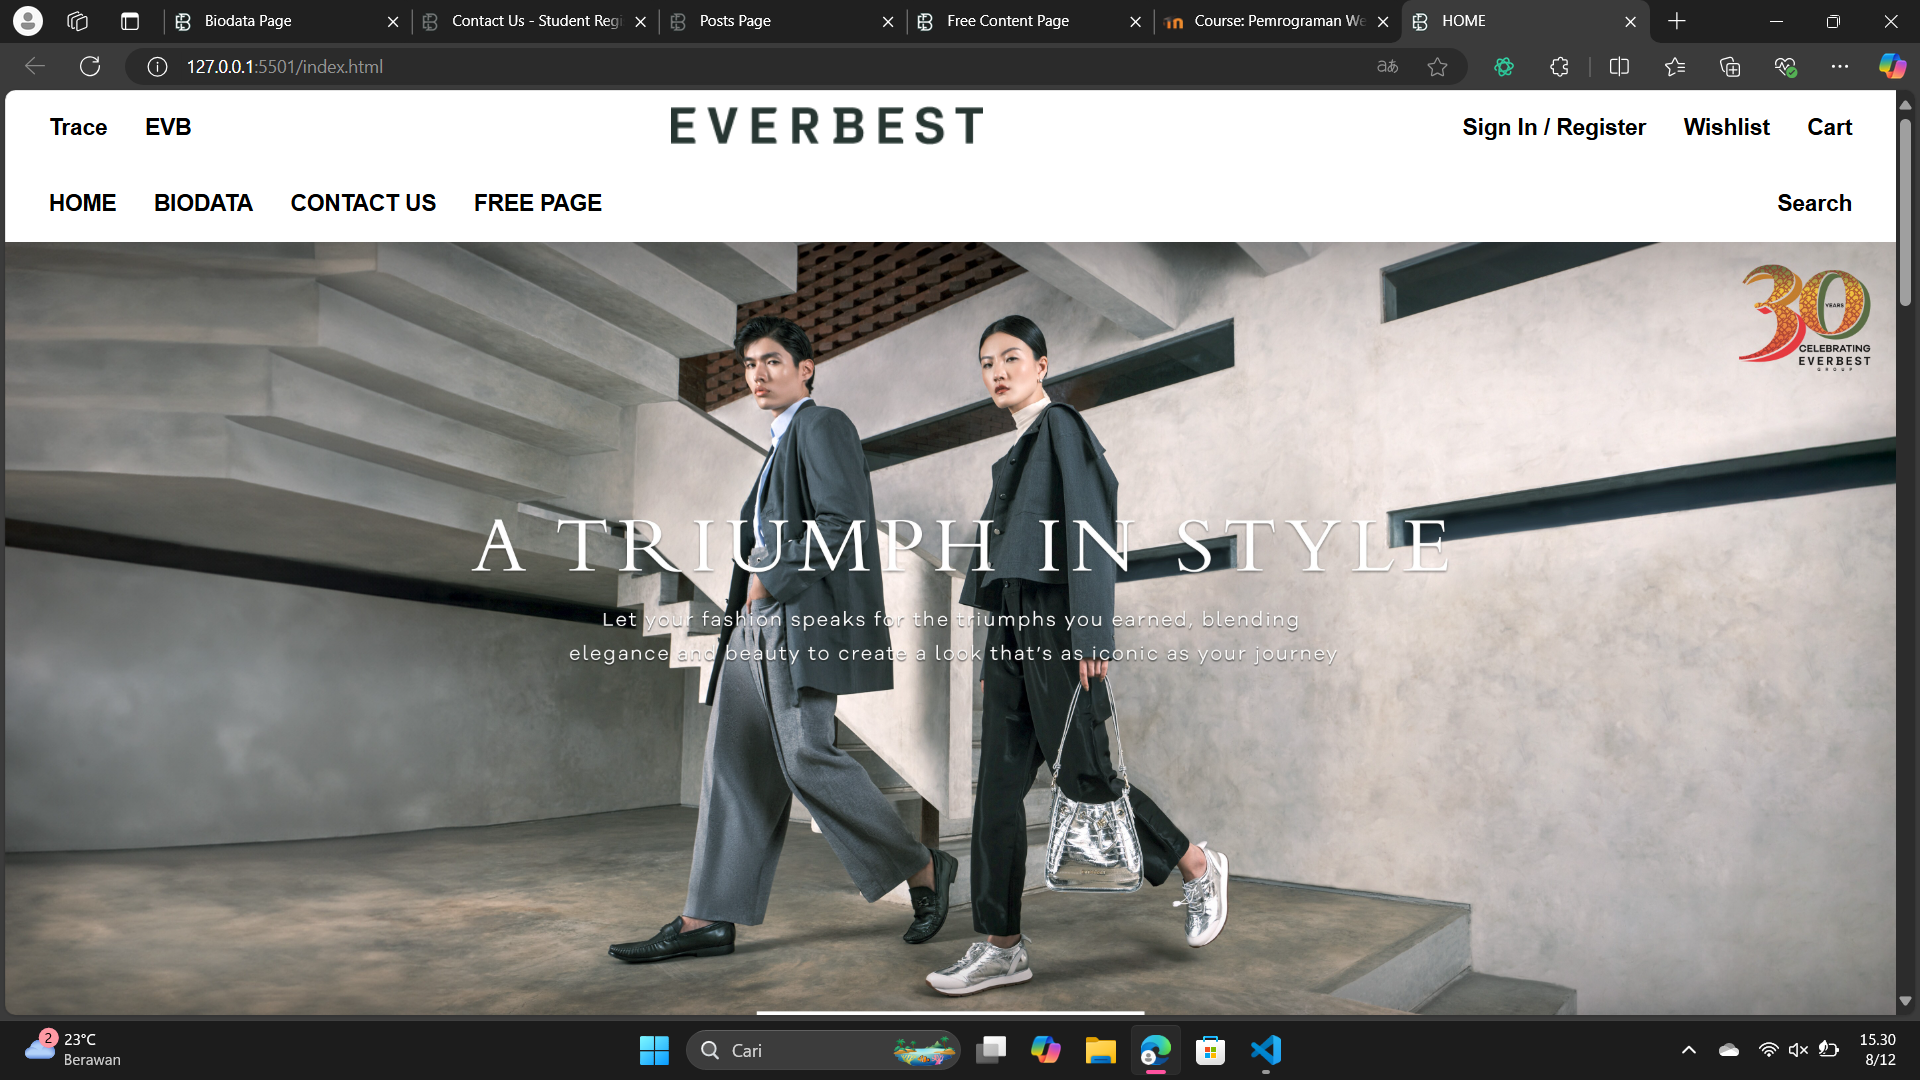 Biodata Page
Contact Us - Student Regi
Posts Page
Free Content Page
Course: Pemrograman We
HOME
127.0.0.1:5501/index.html
Trace
EVB
EVERBEST
Sign In / Register
Wishlist
Cart
HOME
BIODATA
CONTACT US
FREE PAGE
Search
30
YEARS
CELEBRATING
EVERBEST
GROUP
A TRIUMPH IN STYLE
Let your fashion speaks for the triumphs you earned, blending
elegance and beauty to create a look that's as iconic as your journey
2
23°C
Berawan
Cari
15.30
8/12